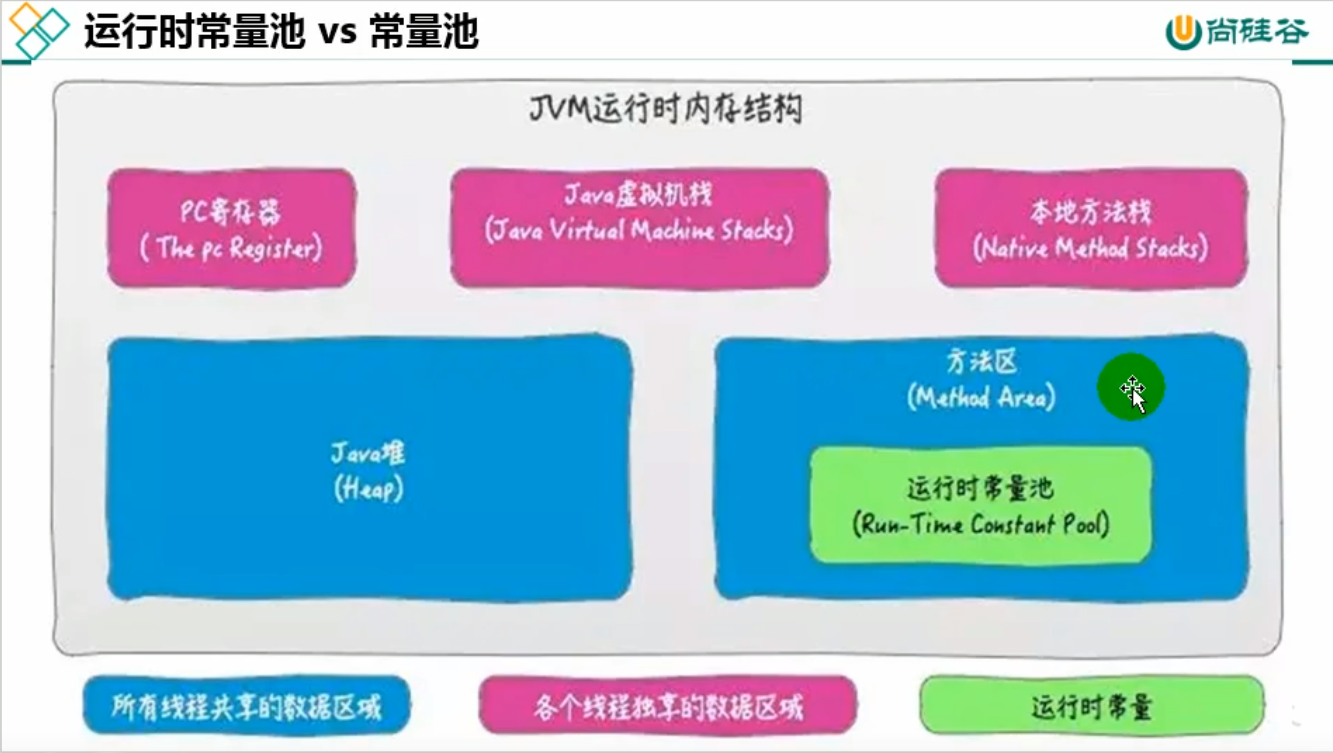 运行时常量池 vs 常量池
尚硅谷
JVM运行时内存结构
PC寄存器
( The pc Register)
Java虚拟机栈
(Java Virtual Machine Stacks)
本地方法栈
(Native Method Stacks)
Java堆
(Heap)
方法区
(Method Area)
运行时常量池
(Run-Time Constant Pool)
所有线程共享的数据区域
各个线程独享的数据区域
运行时常量